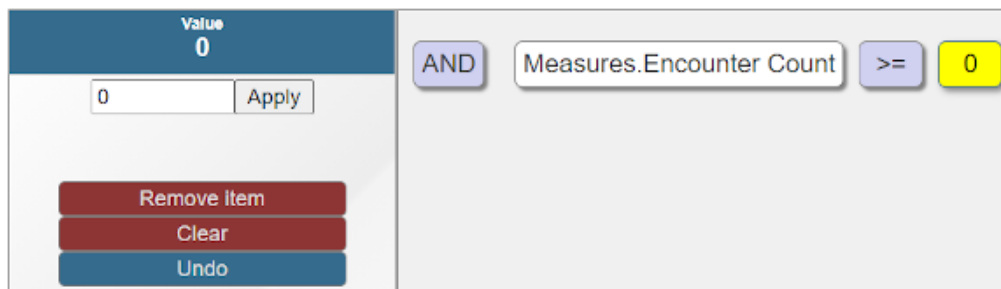 Value
0
0 Apply
Remove Item
Clear
Undo
AND Measures.Encounter Count >= 0